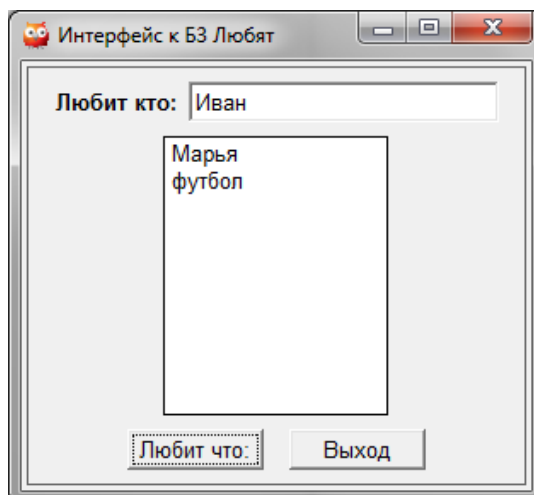 Интерфейс к БЗ Любят
Любит кто: Иван
Марья
футбол
Любит что: Выход